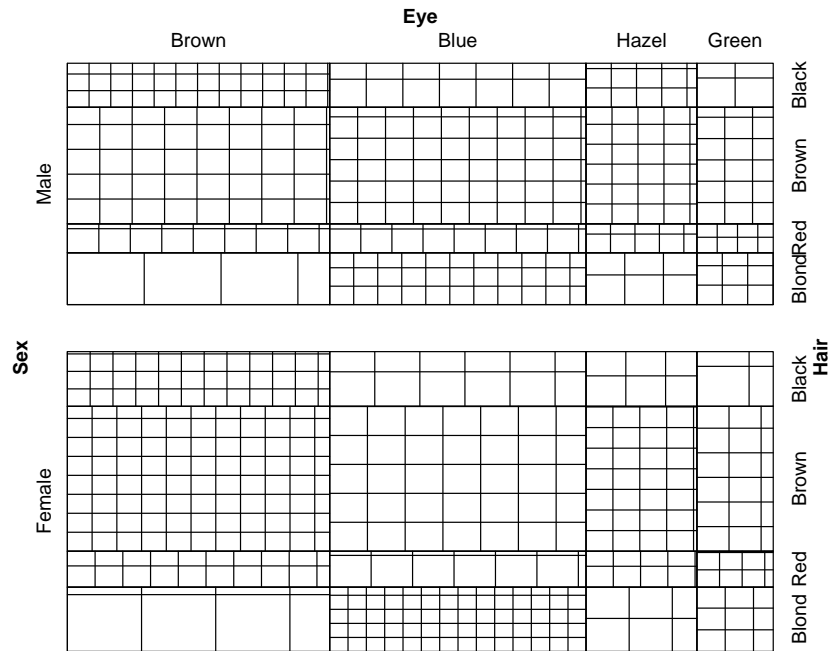 Eye
Brown Blue Hazel Green
Sex
Male
Female
Black
Brown
Red
Blond
Black
Brown
Red
Blond
Hair